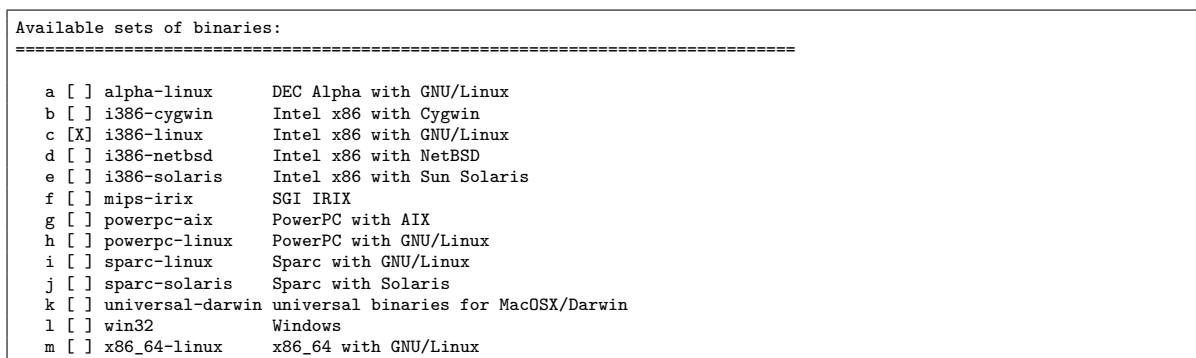 Available sets of binaries:
===============================================================================
a [ ] alpha-linux DEC Alpha with GNU/Linux
b [ ] i386-cygwin Intel x86 with Cygwin
c [X] i386-linux Intel x86 with GNU/Linux
d [ ] i386-netbsd Intel x86 with NetBSD
e [ ] i386-solaris Intel x86 with Sun Solaris
f [ ] mips-irix SGI IRIX
g [ ] powerpc-aix PowerPC with AIX
h [ ] powerpc-linux PowerPC with GNU/Linux
i [ ] sparc-linux Sparc with GNU/Linux
j [ ] sparc-solaris Sparc with Solaris
k [ ] universal-darwin universal binaries for MacOSX/Darwin
l [ ] win32 Windows
m [ ] x86_64-linux x86_64 with GNU/Linux